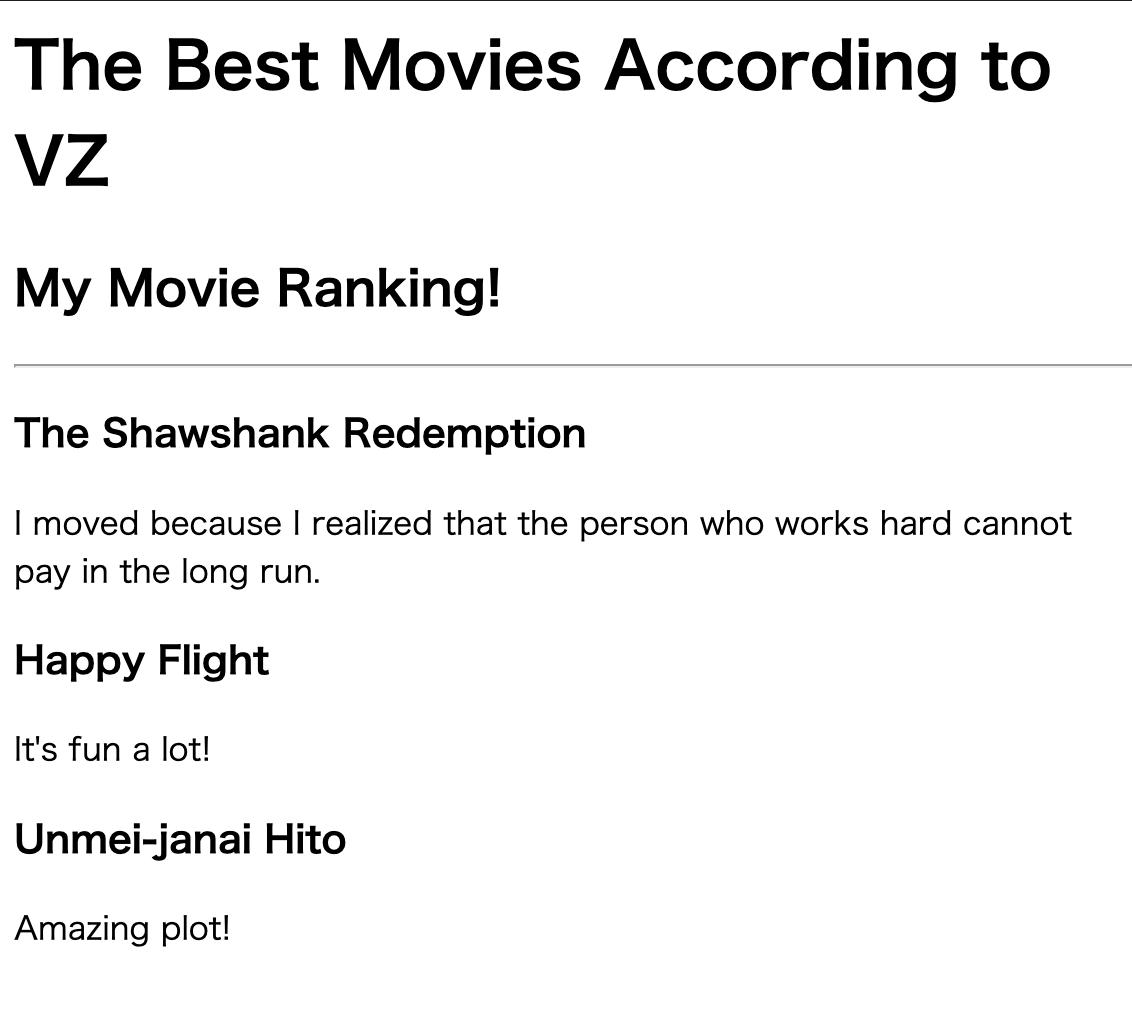 The Best Movies According to
VZ
My Movie Ranking!
The Shawshank Redemption
I moved because I realized that the person who works hard cannot
pay in the long run.
Happy Flight
It's fun a lot!
Unmei-janai Hito
Amazing plot!